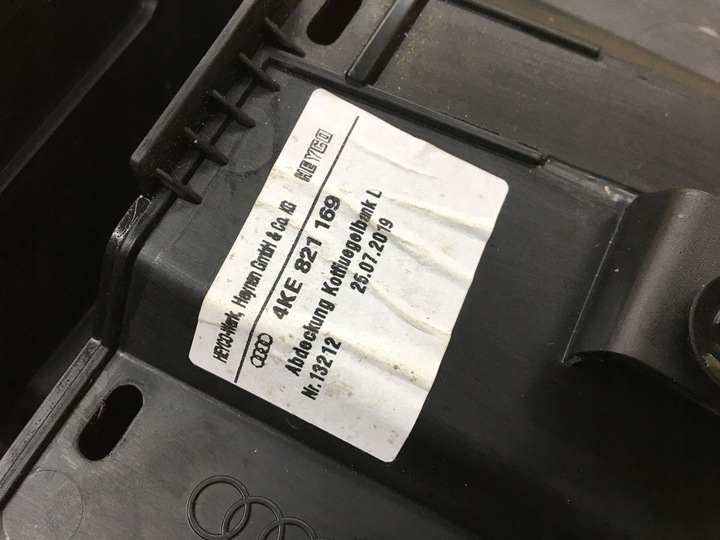 HEYCO-Werk, Heynen GmbH & Co. KG HEYCO
4KE 821 169
Abdeckung Kotfluegelbank L
Nr.13212 25.07.2019